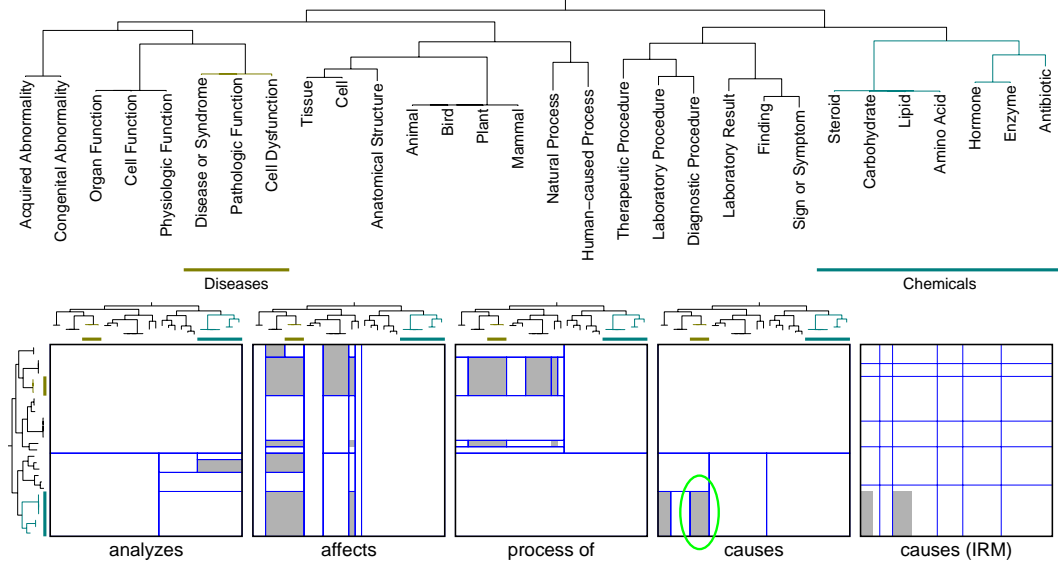 Acquired Abnormality
Congenital Abnormality
Organ Function
Cell Function
Physiologic Function
Disease or Syndrome
Pathologic Function
Cell Dysfunction
Tissue
Cell
Anatomical Structure
Animal
Bird
Plant
Mammal
Natural Process
Human−caused Process
Therapeutic Procedure
Laboratory Procedure
Diagnostic Procedure
Laboratory Result
Finding
Sign or Symptom
Steroid
Carbohydrate
Lipid
Amino Acid
Hormone
Enzyme
Antibiotic
Diseases
Chemicals
analyzes
affects
process of
causes
causes (IRM)